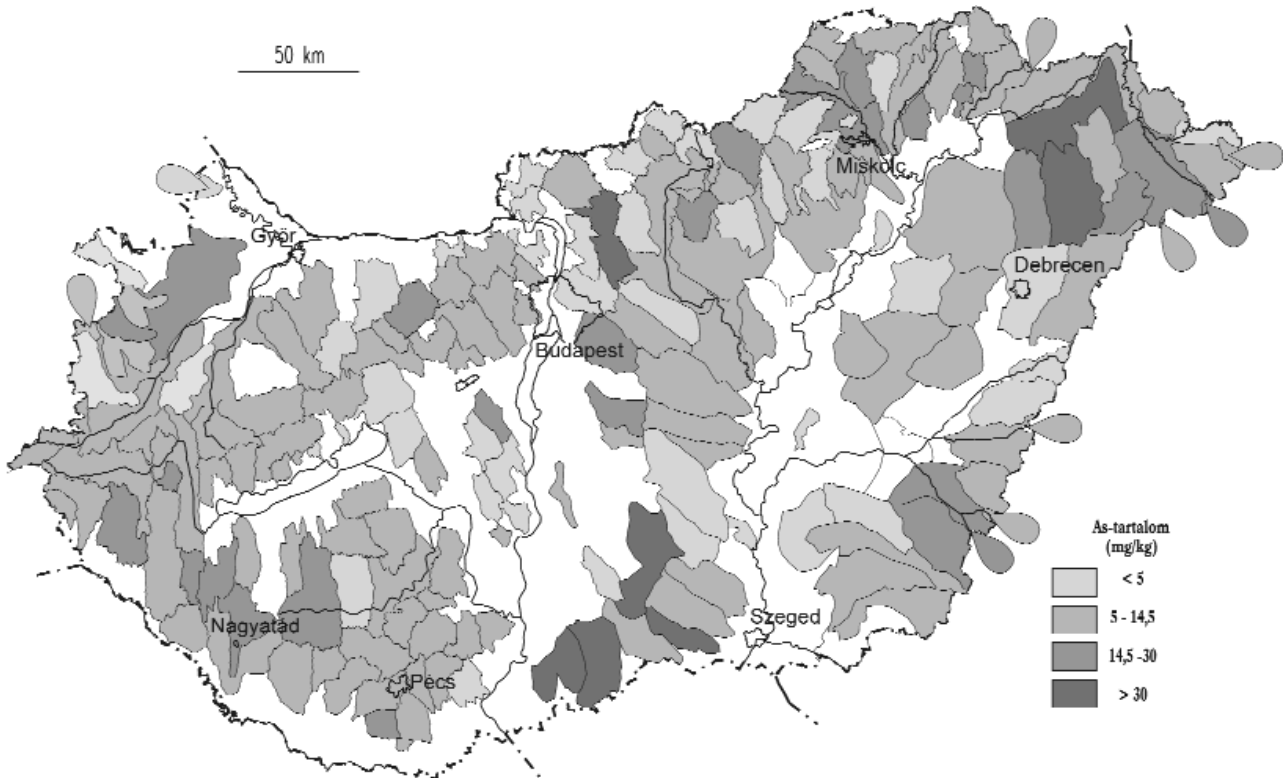 50 km
Miskolc
Győr
Debrecen
Budapest
As-tartalom
(mg/kg)
< 5
5 - 14,5
14,5 -30
> 30
Szeged
Nagyatád
Pécs